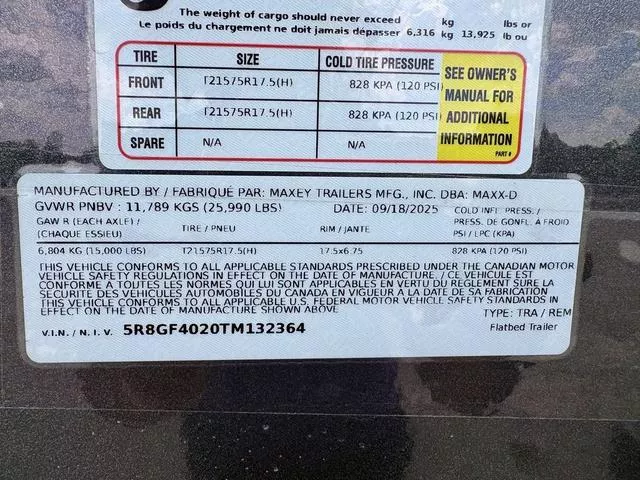 The weight of cargo should never exceed kg lbs or
Le poids du chargement ne doit jamais dépasser 6,316 kg 13,925 lb ou
TIRE SIZE COLD TIRE PRESSURE
FRONT T21575R17.5(H) 828 KPA (120 PSI)
REAR T21575R17.5(H) 828 KPA (120 PSI)
SPARE N/A N/A
SEE OWNER'S
MANUAL FOR
ADDITIONAL
INFORMATION
PART #
MANUFACTURED BY / FABRIQUÉ PAR: MAXEY TRAILERS MFG., INC. DBA: MAXX-D
GVWR PNBV : 11,789 KGS (25,990 LBS) DATE: 09/18/2025 COLD INFL. PRESS./
GAW R (EACH AXLE) / TIRE / PNEU RIM / JANTE PRESS. DE GONFL. À FROID
(CHAQUE ESSIEU) PSI / LPC (KPA)
6,804 KG (15,000 LBS) T21575R17.5(H) 17.5x6.75 828 KPA (120 PSI)
THIS VEHICLE CONFORMS TO ALL APPLICABLE STANDARDS PRESCRIBED UNDER THE CANADIAN MOTOR
VEHICLE SAFETY REGULATIONS IN EFFECT ON THE DATE OF MANUFACTURE. / CE VÉHICULE EST
CONFORME A TOUTES LES NORMES QUI LUI SONT APPLICABLES EN VERTU DU RÈGLEMENT SUR LA
SÉCURITÉ DES VÉHICULES AUTOMOBILES DU CANADA EN VIGUEUR A LA DATE DE SA FABRICATION
THIS VEHICLE CONFORMS TO ALL APPLICABLE U.S. FEDERAL MOTOR VEHICLE SAFETY STANDARDS IN
EFFECT ON THE DATE OF MANUFACTURE SHOWN ABOVE
TYPE: TRA / REM
V.I.N. / N. I. V. 5R8GF4020TM132364 Flatbed Trailer